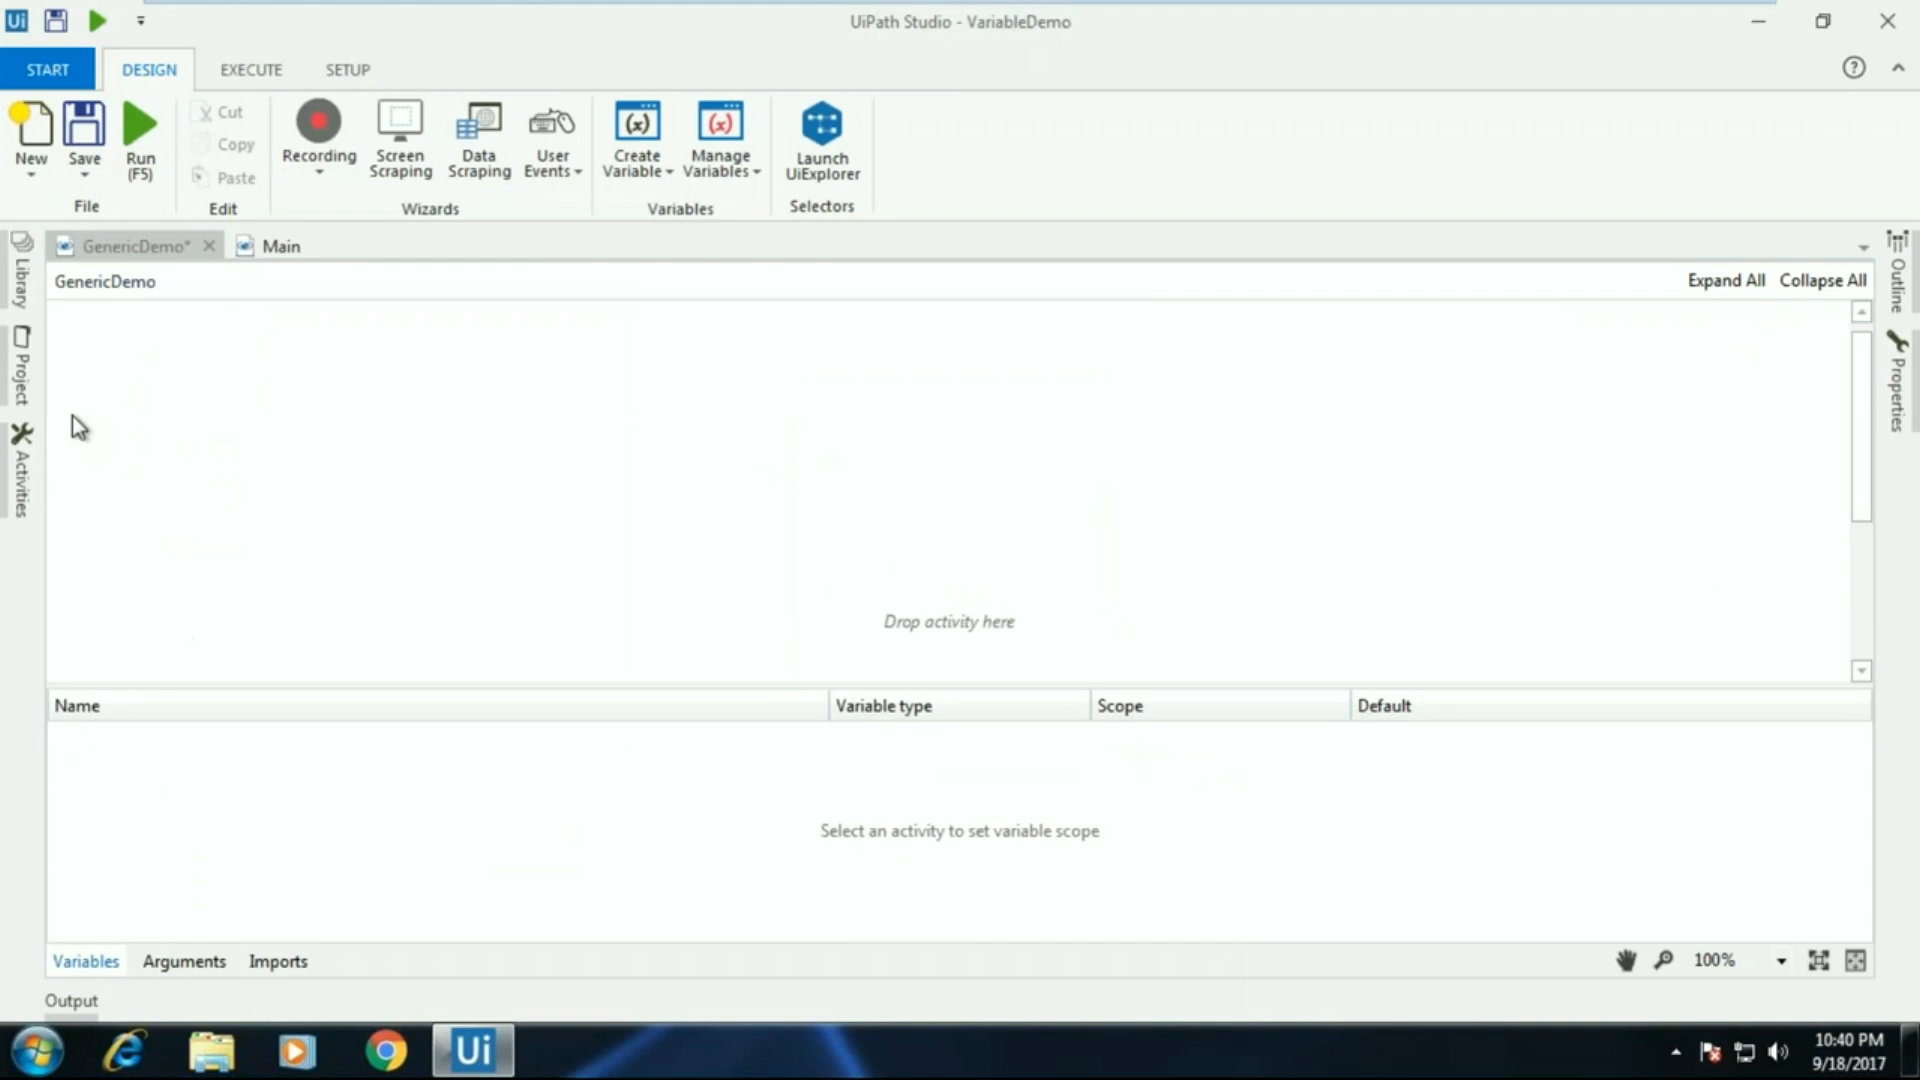 Ui
UiPath Studio - VariableDemo
START
DESIGN
EXECUTE
SETUP
?
New
Save
Run
(F5)
Cut
Copy
Paste
Recording
Screen
Scraping
Data
Scraping
User
Events
(x)
Create
Variable
(x)
Manage
Variables
Launch
UiExplorer
File
Edit
Wizards
Variables
Selectors
Library
Project
Activities
GenericDemo*
Main
Outline
Properties
GenericDemo
Expand All
Collapse All
Drop activity here
Name
Variable type
Scope
Default
Select an activity to set variable scope
Variables
Arguments
Imports
100%
Output
Ui
10:40 PM
9/18/2017